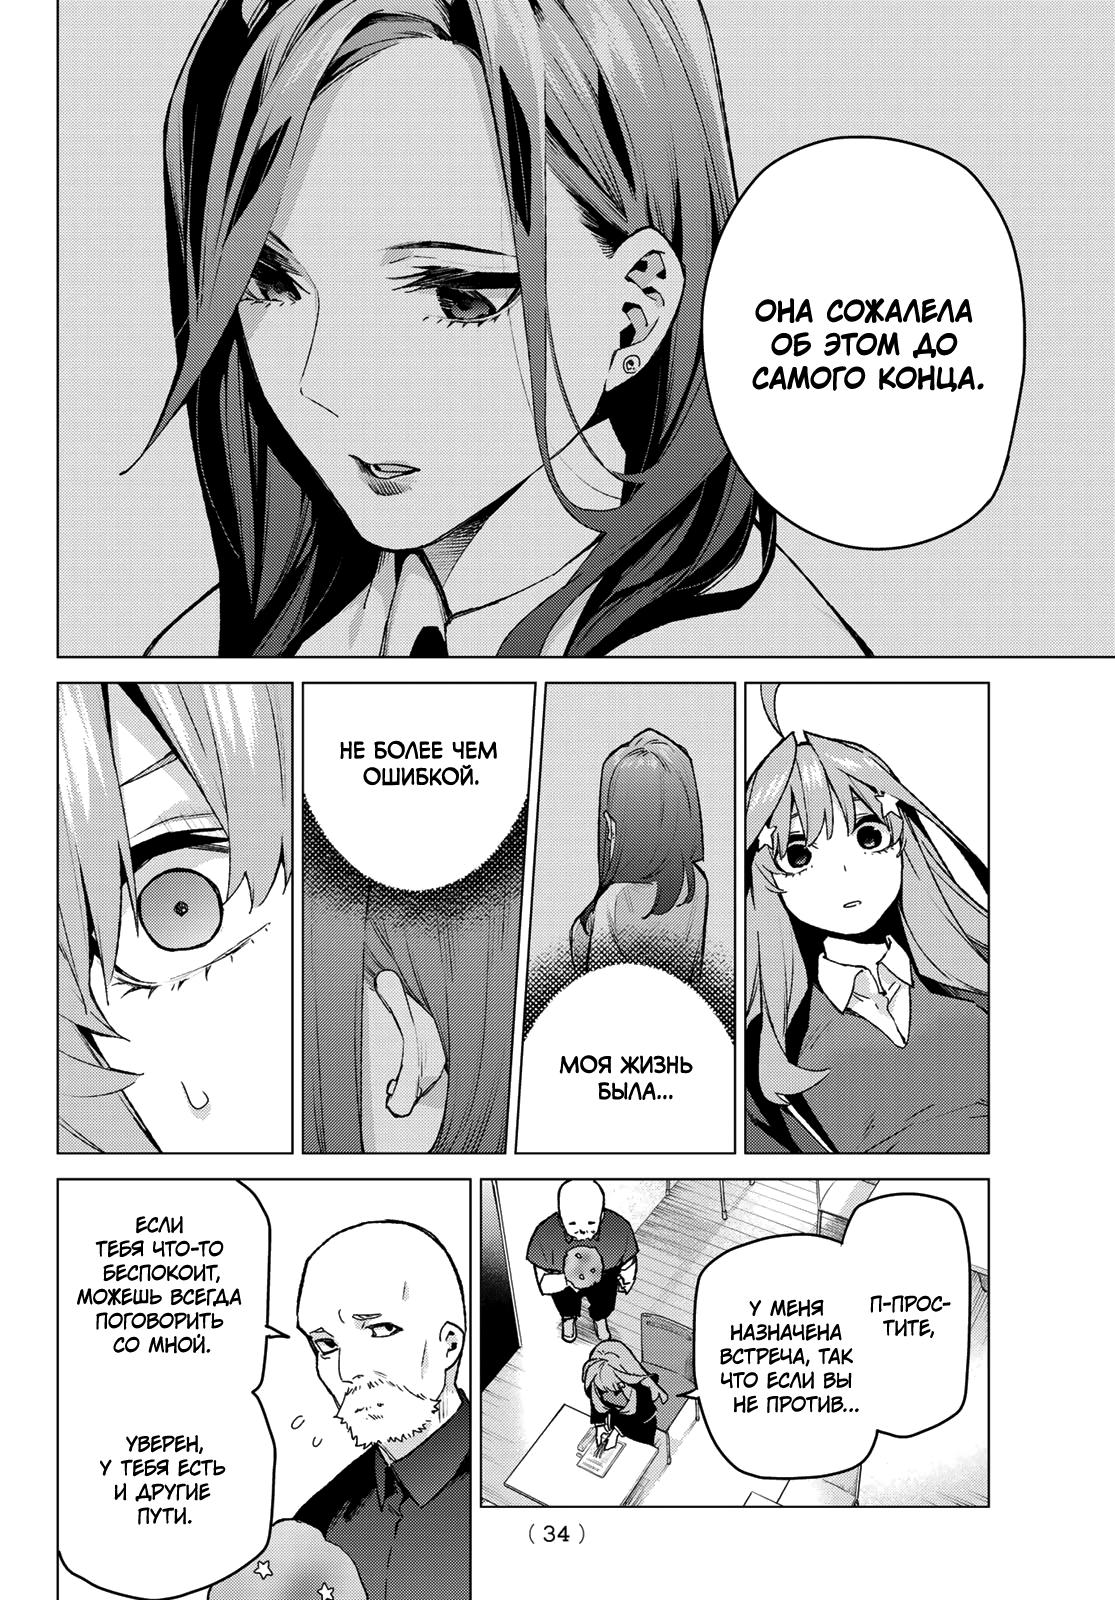 ОНА СОЖАЛЕЛА
ОБ ЭТОМ ДО
САМОГО КОНЦА.
МОЯ ЖИЗНЬ
БЫЛА...
НЕ БОЛЕЕ ЧЕМ
ОШИБКОЙ.
П-ПРОС-
ТИТЕ,
У МЕНЯ
НАЗНАЧЕНА
ВСТРЕЧА, ТАК
ЧТО ЕСЛИ ВЫ
НЕ ПРОТИВ...
ЕСЛИ
ТЕБЯ ЧТО-ТО
БЕСПОКОИТ,
МОЖЕШЬ ВСЕГДА
ПОГОВОРИТЬ
СО МНОЙ.
УВЕРЕН,
У ТЕБЯ ЕСТЬ
И ДРУГИЕ
ПУТИ.
( 34 )